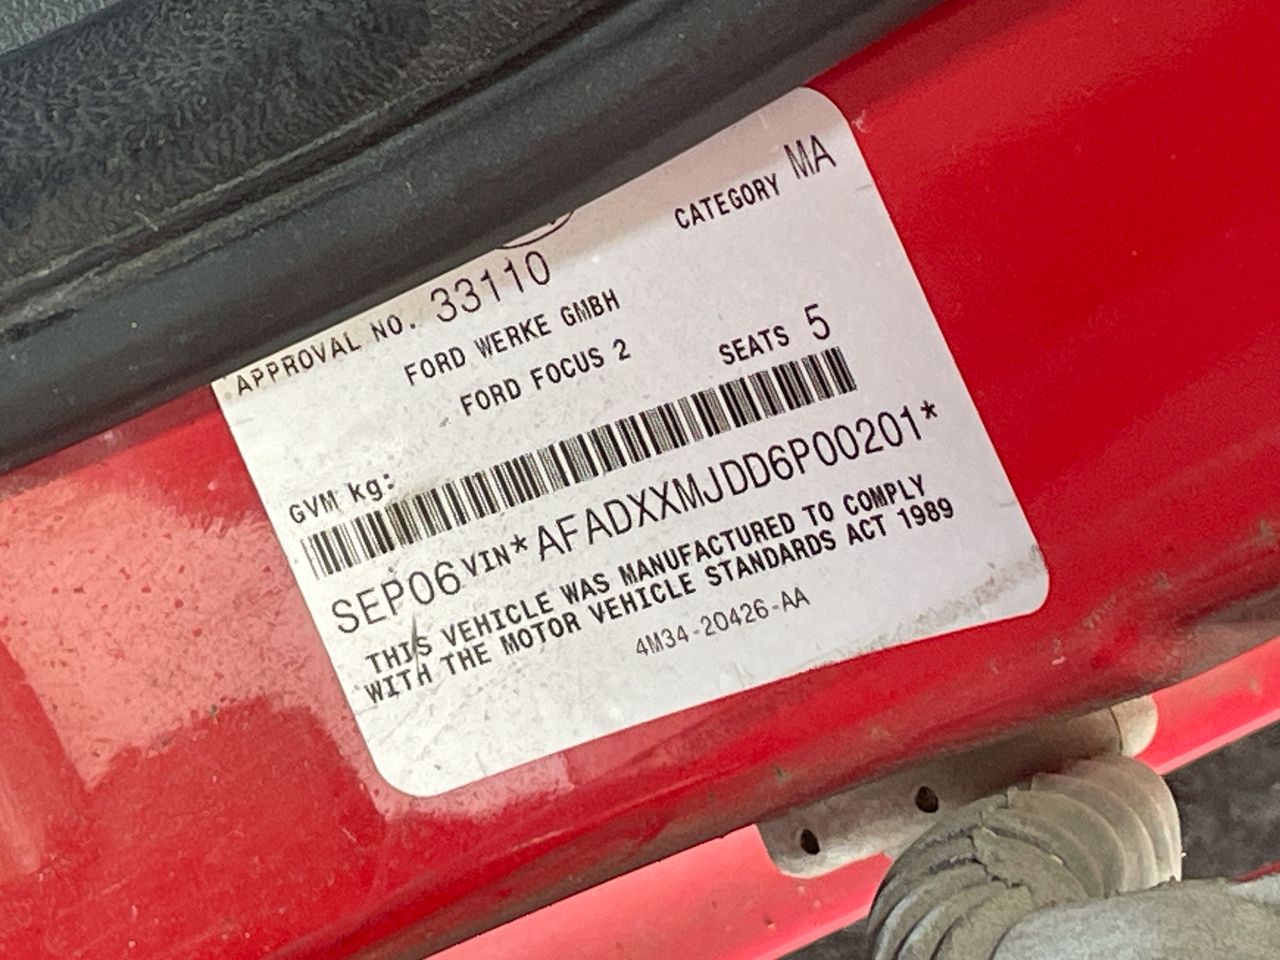 CATEGORY MA
APPROVAL NO. 33110
FORD WERKE GMBH
FORD FOCUS 2
SEATS 5
GVM kg:
SEP06 VIN*AFADXXMJDD6P00201*
THIS VEHICLE WAS MANUFACTURED TO COMPLY
WITH THE MOTOR VEHICLE STANDARDS ACT 1989
4M34-20426-AA